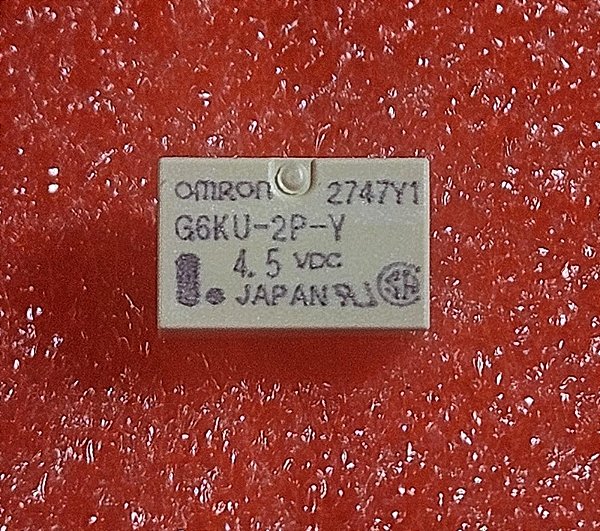 OMRON 2747Y1
G6KU-2P-Y
4.5 VDC
JAPAN